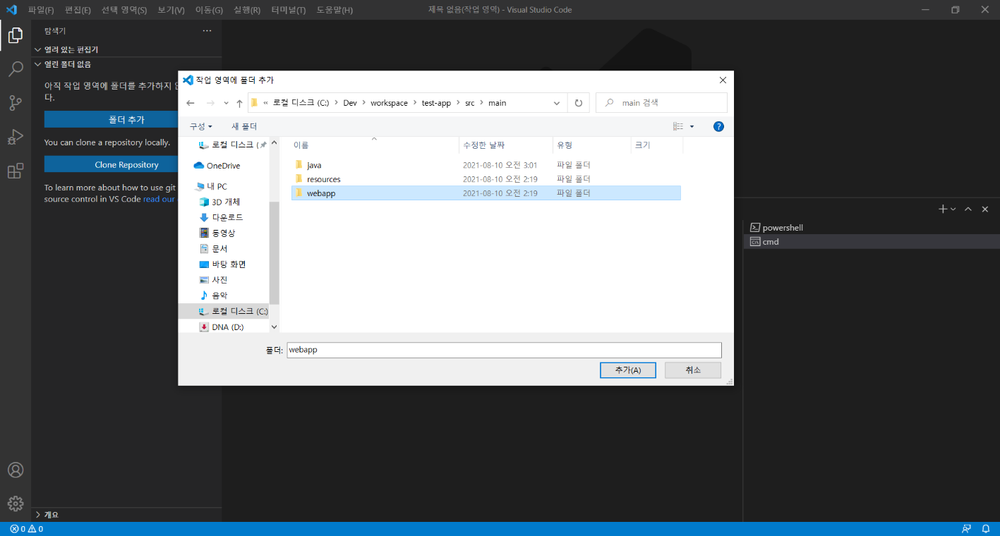 파일(F) 편집(E) 선택 영역(S) 보기(V) 이동(G) 실행(R) 터미널(T) 도움말(H) 제목 없음(작업 영역) - Visual Studio Code
탐색기
열려 있는 편집기
열린 폴더 없음
아직 작업 영역에 폴더를 추가하지
다.
폴더 추가
You can clone a repository locally.
Clone Repository
To learn more about how to use git
source control in VS Code read our
개요
작업 영역에 폴더 추가
« 로컬 디스크 (C:) > Dev > workspace > test-app > src > main
main 검색
구성 새 폴더
로컬 디스크 (
OneDrive
내 PC
3D 개체
다운로드
동영상
문서
바탕 화면
사진
음악
로컬 디스크 (C:)
DNA (D:)
이름 수정한 날짜 유형 크기
java 2021-08-10 오전 3:01 파일 폴더
resources 2021-08-10 오전 2:19 파일 폴더
webapp 2021-08-10 오전 2:19 파일 폴더
폴더: webapp
추가(A) 취소
powershell
cmd
0 0